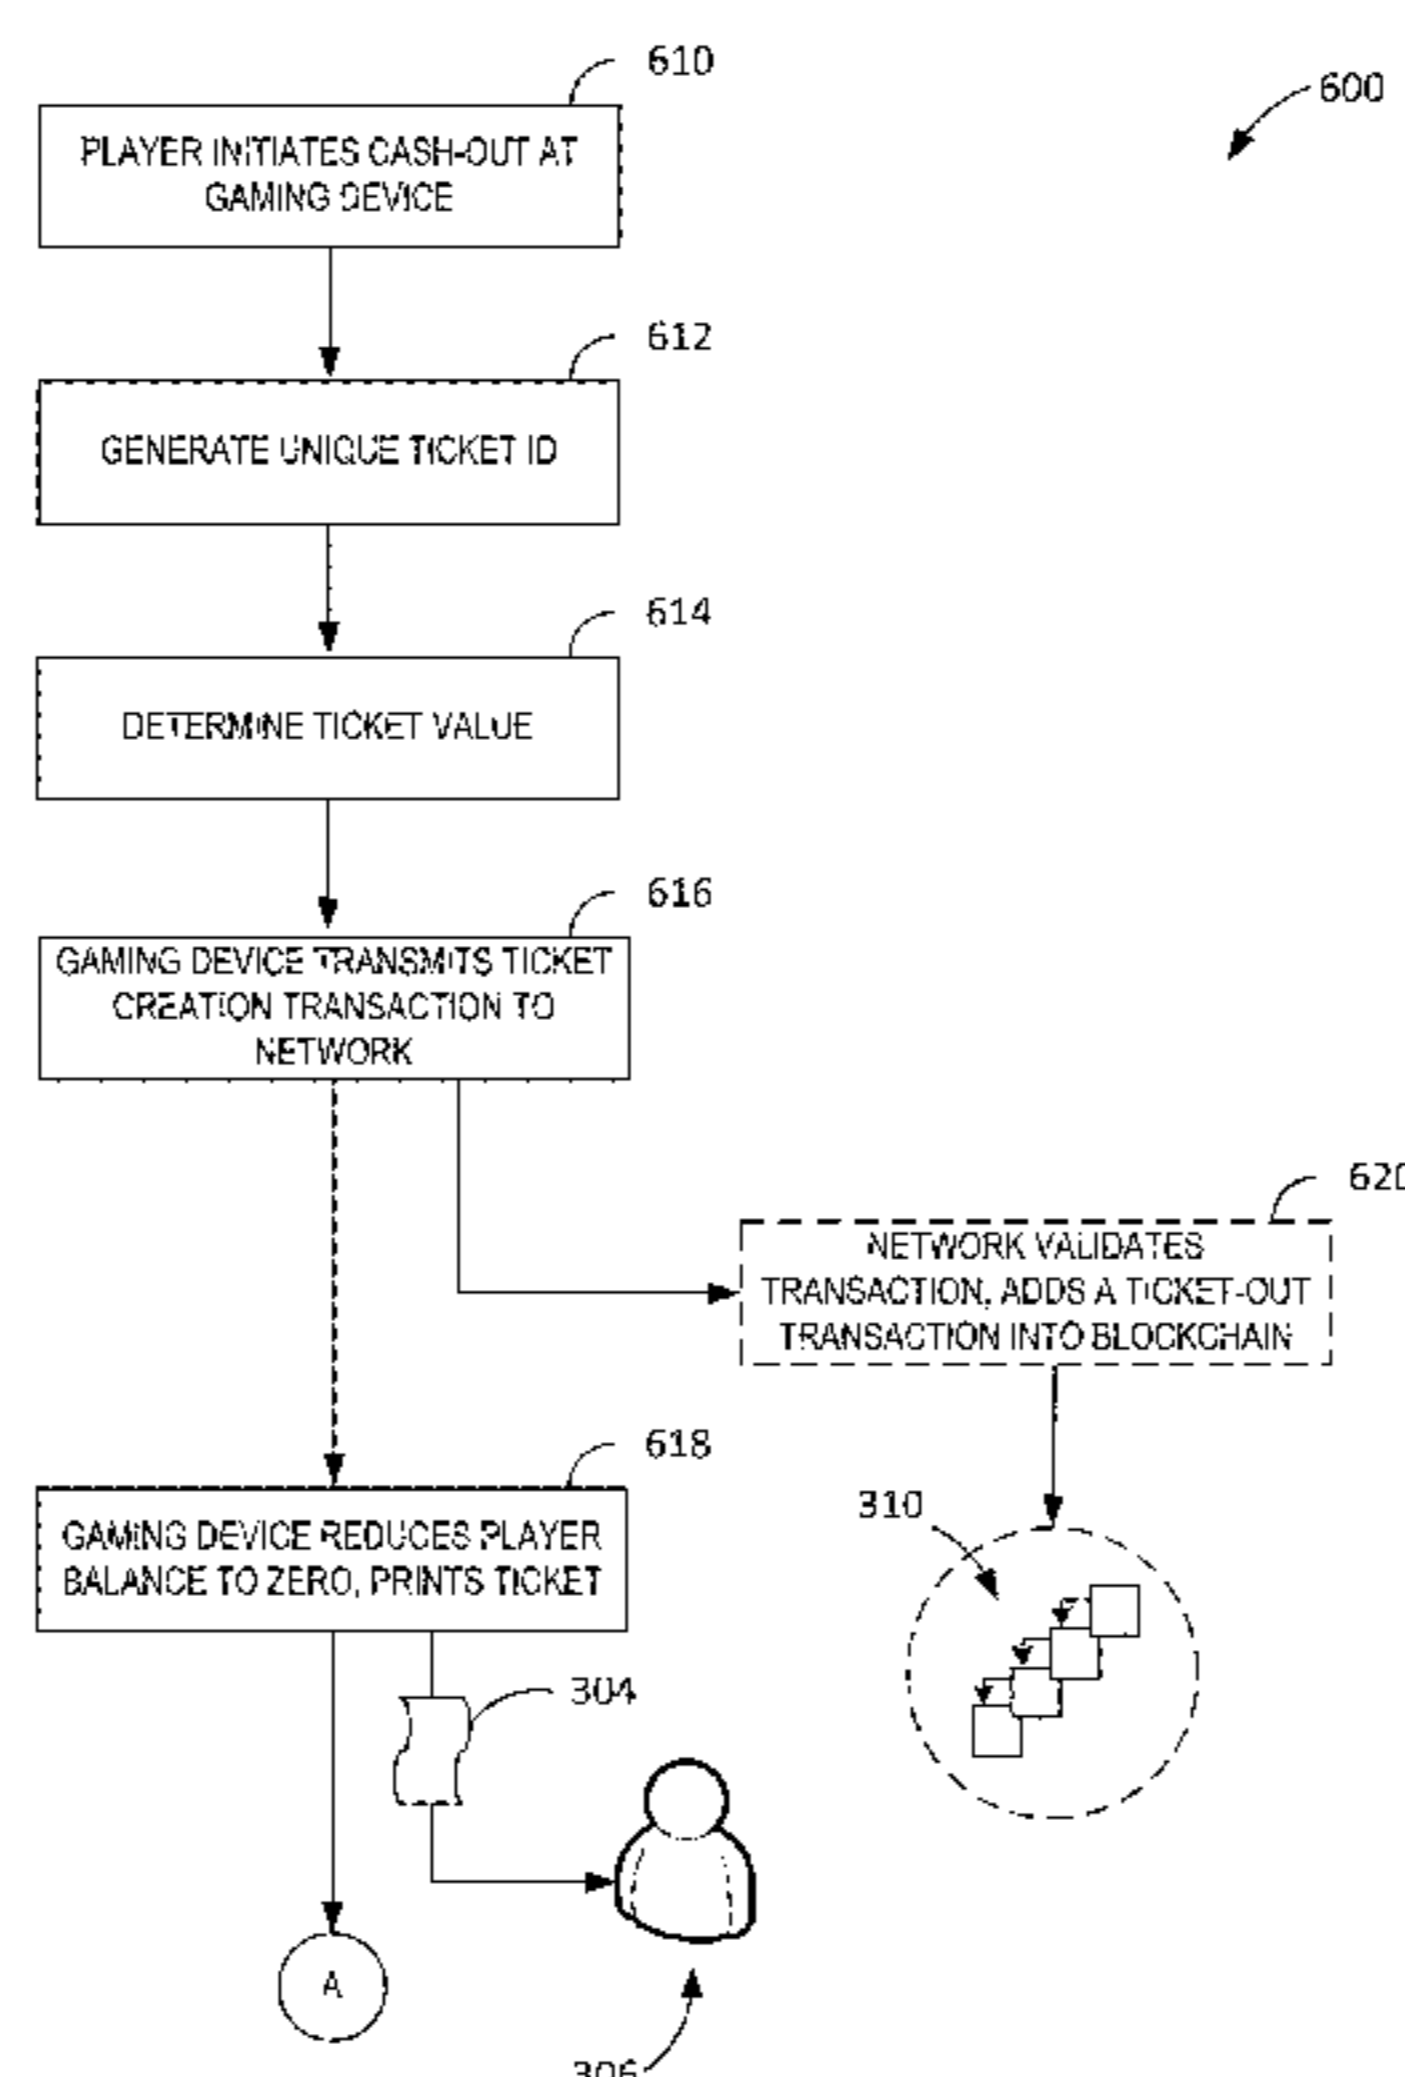 610
600
PLAYER INITIATES CASH-OUT AT
GAMING DEVICE
612
GENERATE UNIQUE TICKET ID
614
DETERMINE TICKET VALUE
616
GAMING DEVICE TRANSMITS TICKET
CREATION TRANSACTION TO
NETWORK
620
NETWORK VALIDATES
TRANSACTION, ADDS A TICKET-OUT
TRANSACTION INTO BLOCKCHAIN
618
GAMING DEVICE REDUCES PLAYER
BALANCE TO ZERO, PRINTS TICKET
310
304
A
306